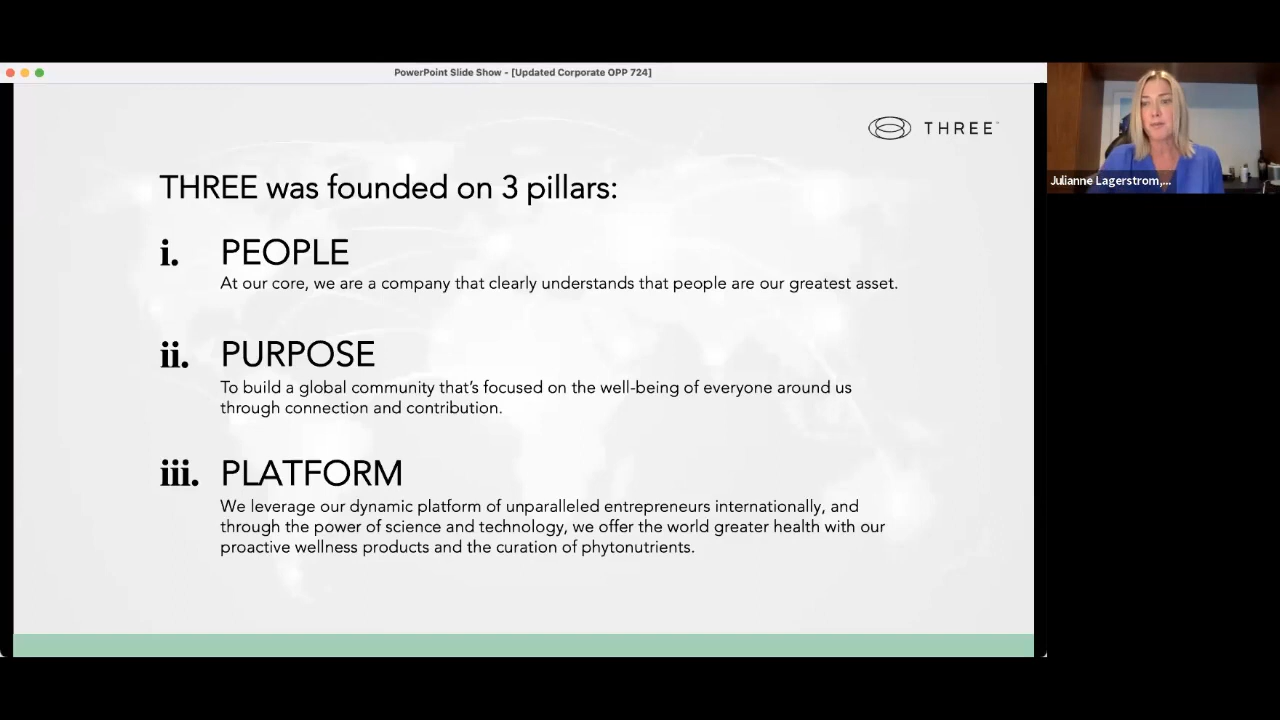 PowerPoint Slide Show - [Updated Corporate OPP 724]
THREE™
Julianne Lagerstrom,...
THREE was founded on 3 pillars:
i. PEOPLE
At our core, we are a company that clearly understands that people are our greatest asset.
ii. PURPOSE
To build a global community that’s focused on the well-being of everyone around us
through connection and contribution.
iii. PLATFORM
We leverage our dynamic platform of unparalleled entrepreneurs internationally, and
through the power of science and technology, we offer the world greater health with our
proactive wellness products and the curation of phytonutrients.